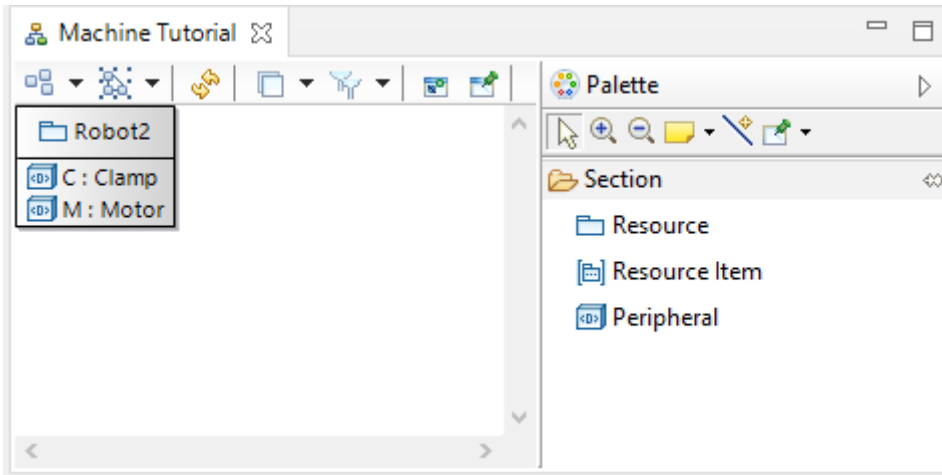 Machine Tutorial
Palette
Robot2
C : Clamp
M : Motor
Section
Resource
Resource Item
Peripheral